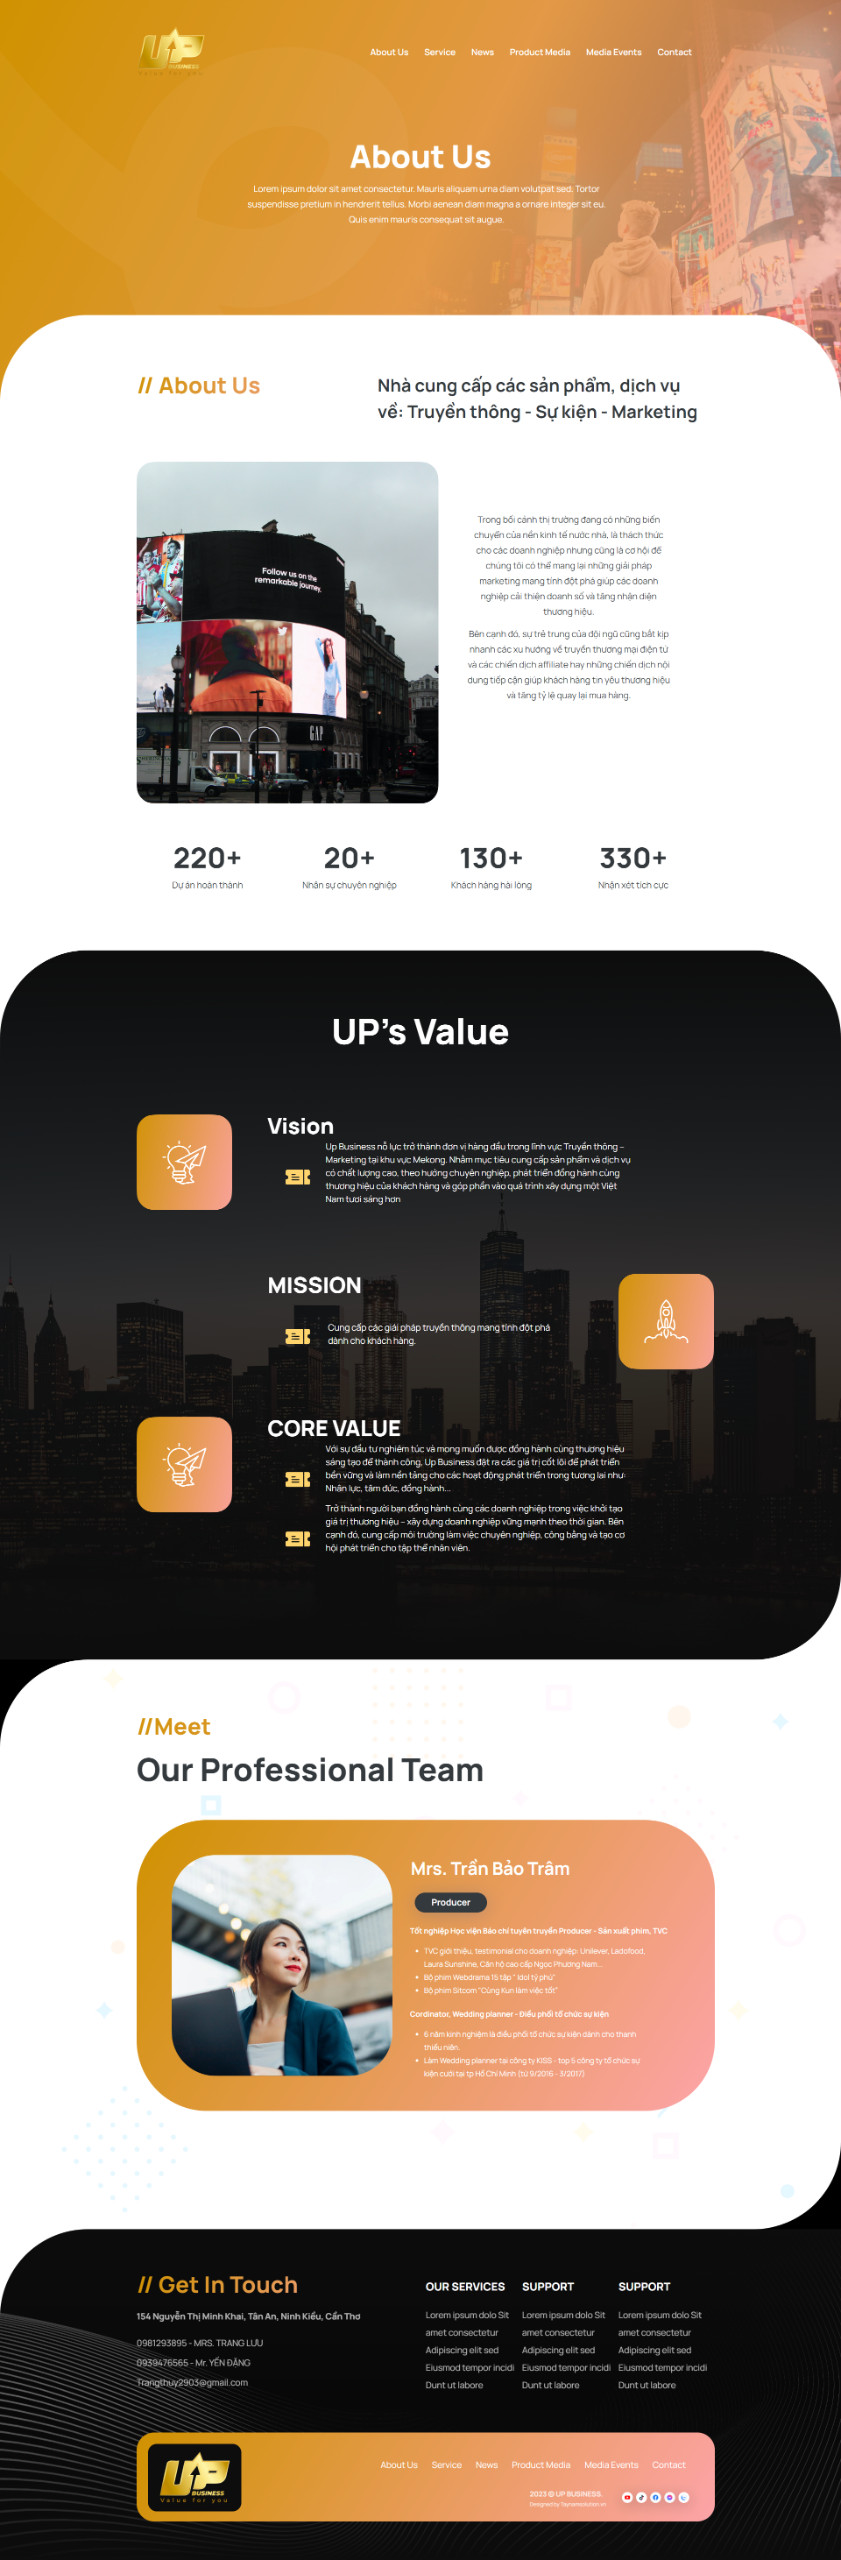 UP
BUSINESS
Value for you
About Us Service News Product Media Media Events Contact
About Us
Lorem ipsum dolor sit amet consectetur. Mauris aliquam urna diam volutpat sed. Tortor
suspendisse pretium in hendrerit tellus. Morbi aenean diam magna a ornare integer sit eu.
Quis enim mauris consequat sit augue.
// About Us
Nhà cung cấp các sản phẩm, dịch vụ
về: Truyền thông - Sự kiện - Marketing
Follow us on the
remarkable journey.
GAP
Trong bối cảnh thị trường đang có những biến
chuyển của nền kinh tế nước nhà, là thách thức
cho các doanh nghiệp nhưng cũng là cơ hội để
chúng tôi có thể mang lại những giải pháp
marketing mang tính đột phá giúp các doanh
nghiệp cải thiện doanh số và tăng nhận diện
thương hiệu.
Bên cạnh đó, sự trẻ trung của đội ngũ cũng bắt kịp
nhanh các xu hướng về truyền thương mại điện tử
và các chiến dịch affiliate hay những chiến dịch nội
dung tiếp cận giúp khách hàng tin yêu thương hiệu
và tăng tỷ lệ quay lại mua hàng.
220+ 20+ 130+ 330+
Dự án hoàn thành Nhân sự chuyên nghiệp Khách hàng hài lòng Nhận xét tích cực
UP's Value
Vision
Up Business nỗ lực trở thành đơn vị hàng đầu trong lĩnh vực Truyền thông –
Marketing tại khu vực Mekong. Nhằm mục tiêu cung cấp sản phẩm và dịch vụ
có chất lượng cao, theo hướng chuyên nghiệp, phát triển đồng hành cùng
thương hiệu của khách hàng và góp phần vào quá trình xây dựng một Việt
Nam tươi sáng hơn
MISSION
Cung cấp các giải pháp truyền thông mang tính đột phá
dành cho khách hàng.
CORE VALUE
Với sự đầu tư nghiêm túc và mong muốn được đồng hành cùng thương hiệu
sáng tạo để thành công, Up Business đặt ra các giá trị cốt lõi để phát triển
bền vững và làm nền tảng cho các hoạt động phát triển trong tương lai như:
Nhân lực, tâm đức, đồng hành...
Trở thành người bạn đồng hành cùng các doanh nghiệp trong việc khởi tạo
giá trị thương hiệu – xây dựng doanh nghiệp vững mạnh theo thời gian. Bên
cạnh đó, cung cấp môi trường làm việc chuyên nghiệp, công bằng và tạo cơ
hội phát triển cho tập thể nhân viên.
//Meet
Our Professional Team
Mrs. Trần Bảo Trâm
Producer
Tốt nghiệp Học viện Báo chí tuyên truyền Producer - Sản xuất phim, TVC
• TVC giới thiệu, testimonial cho doanh nghiệp: Unilever, Ladofood,
Laura Sunshine, Căn hộ cao cấp Ngọc Phương Nam...
• Bộ phim Webdrama 15 tập " Idol tỷ phú"
• Bộ phim Sitcom "Cùng Kun làm việc tốt"
Cordinator, Wedding planner - Điều phối tổ chức sự kiện
• 6 năm kinh nghiệm là điều phối tổ chức sự kiện dành cho thanh
thiếu niên.
• Làm Wedding planner tại công ty KISS - top 5 công ty tổ chức sự
kiện cưới tại tp Hồ Chí Minh (từ 9/2016 - 3/2017)
// Get In Touch
154 Nguyễn Thị Minh Khai, Tân An, Ninh Kiều, Cần Thơ
0981293895 - MRS. TRANG LƯU
0939476565 - Mr. YẾN ĐẶNG
Trangthuy2903@gmail.com
OUR SERVICES SUPPORT SUPPORT
Lorem ipsum dolo Sit Lorem ipsum dolo Sit Lorem ipsum dolo Sit
amet consectetur amet consectetur amet consectetur
Adipiscing elit sed Adipiscing elit sed Adipiscing elit sed
Eiusmod tempor incidi Eiusmod tempor incidi Eiusmod tempor incidi
Dunt ut labore Dunt ut labore Dunt ut labore
UP
BUSINESS
Value for you
About Us Service News Product Media Media Events Contact
2023 © UP BUSINESS.
Designed by